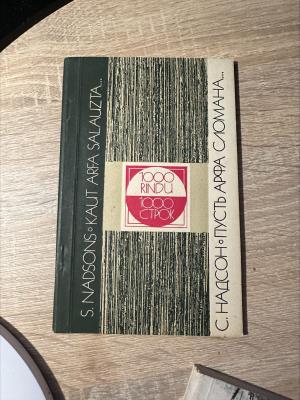 S. NADSONS • KAUT ARFA SALAUZTA...
1000
RINDU
1000
СТРОК
С. НАДСОН • ПУСТЬ АРФА СЛОМАНА...